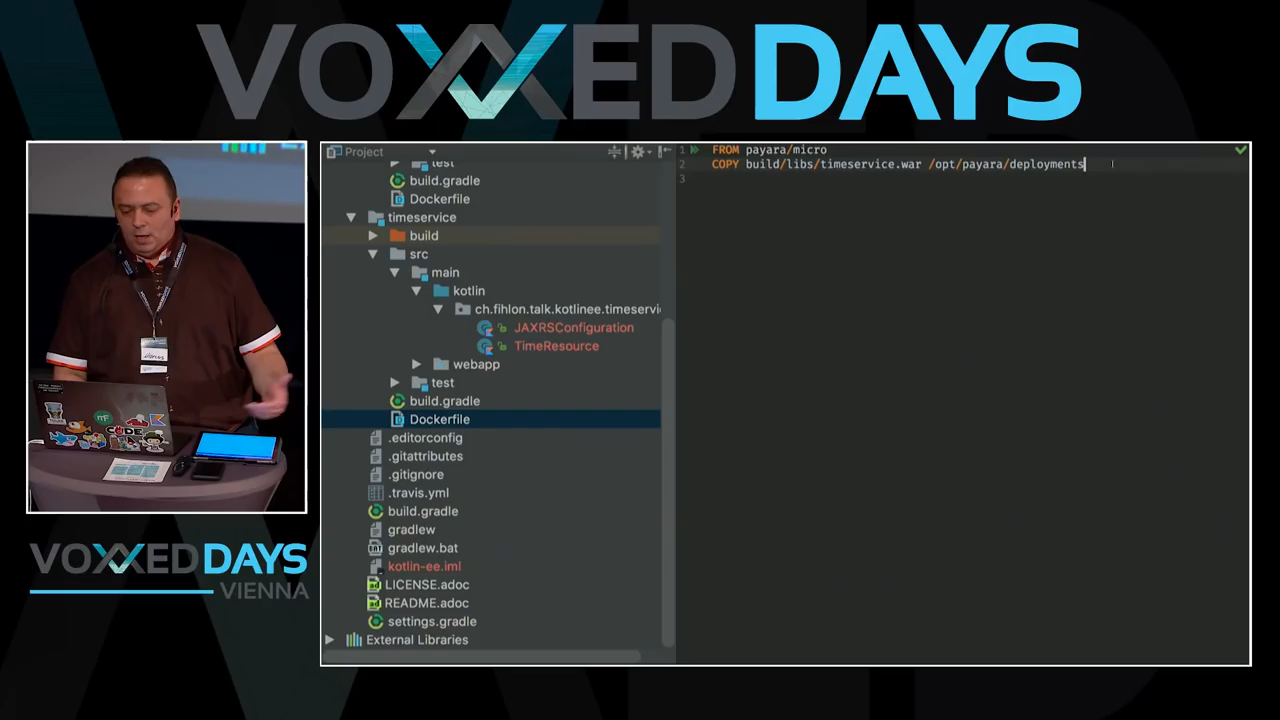 VOXXED DAYS
Project
test
build.gradle
Dockerfile
timeservice
build
src
main
kotlin
ch.fihlon.talk.kotlinee.timeservi
JAXRSConfiguration
TimeResource
webapp
test
build.gradle
Dockerfile
.editorconfig
.gitattributes
.gitignore
.travis.yml
build.gradle
gradlew
gradlew.bat
kotlin-ee.iml
LICENSE.adoc
README.adoc
settings.gradle
External Libraries
1 FROM payara/micro
2 COPY build/libs/timeservice.war /opt/payara/deployments
3
VOXXED DAYS
VIENNA